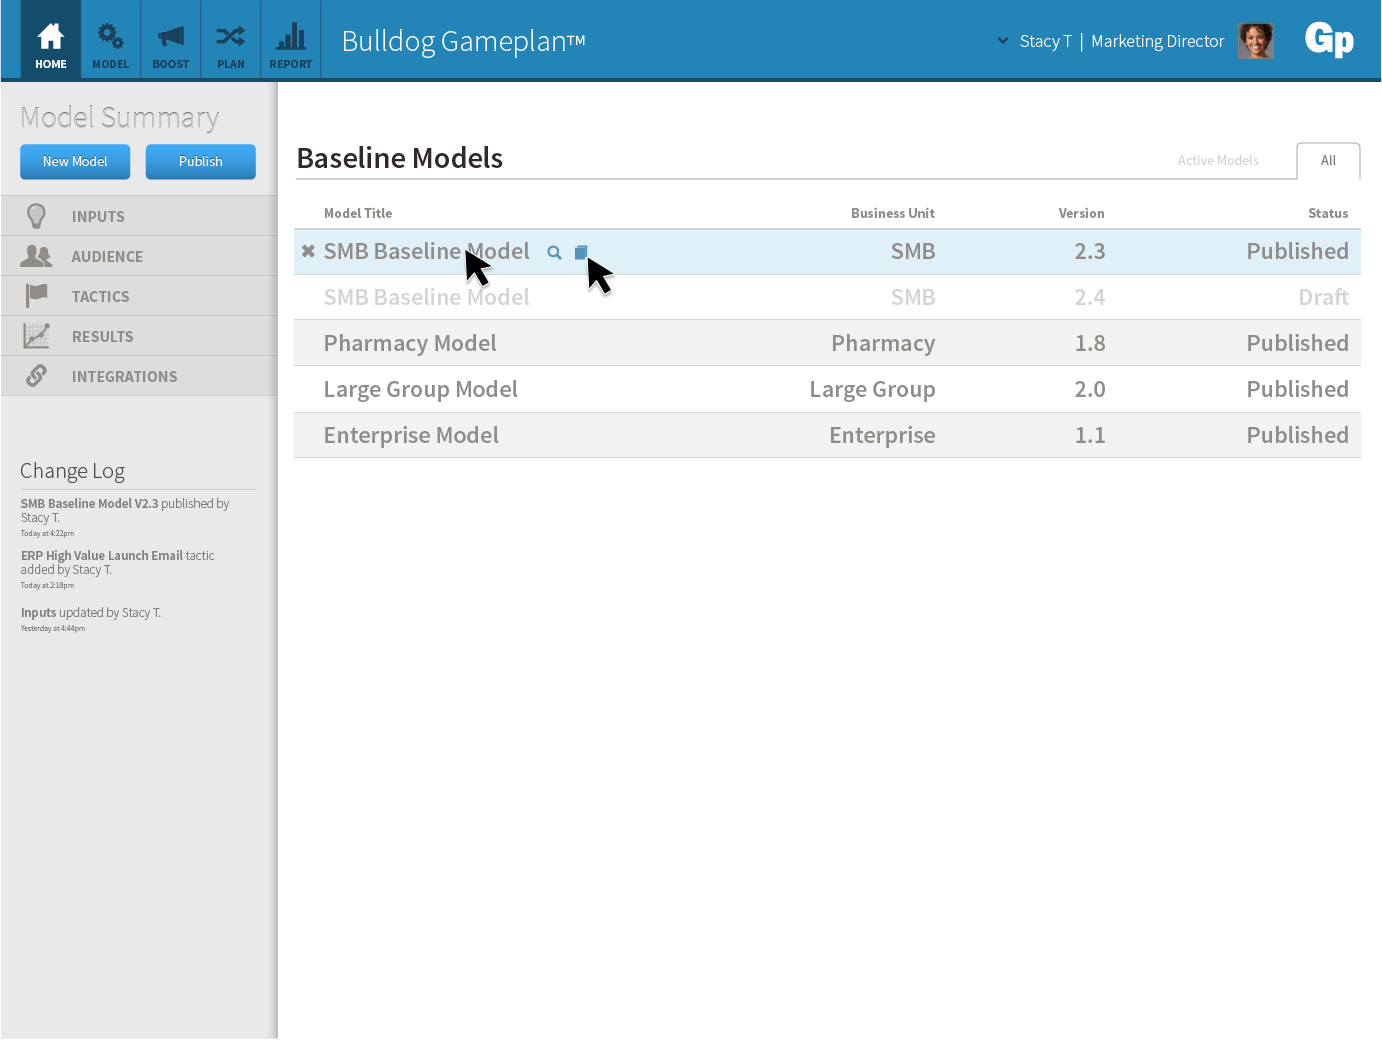 HOME
MODEL
BOOST
PLAN
REPORT
Bulldog Gameplan™
Stacy T | Marketing Director
Gp
Model Summary
New Model
Publish
INPUTS
AUDIENCE
TACTICS
RESULTS
INTEGRATIONS
Change Log
SMB Baseline Model V2.3 published by
Stacy T.
Today at 4:22pm
ERP High Value Launch Email tactic
added by Stacy T.
Today at 2:18pm
Inputs updated by Stacy T.
Yesterday at 4:44pm
Baseline Models
Active Models
All
Model Title Business Unit Version Status
SMB Baseline Model SMB 2.3 Published
SMB Baseline Model SMB 2.4 Draft
Pharmacy Model Pharmacy 1.8 Published
Large Group Model Large Group 2.0 Published
Enterprise Model Enterprise 1.1 Published